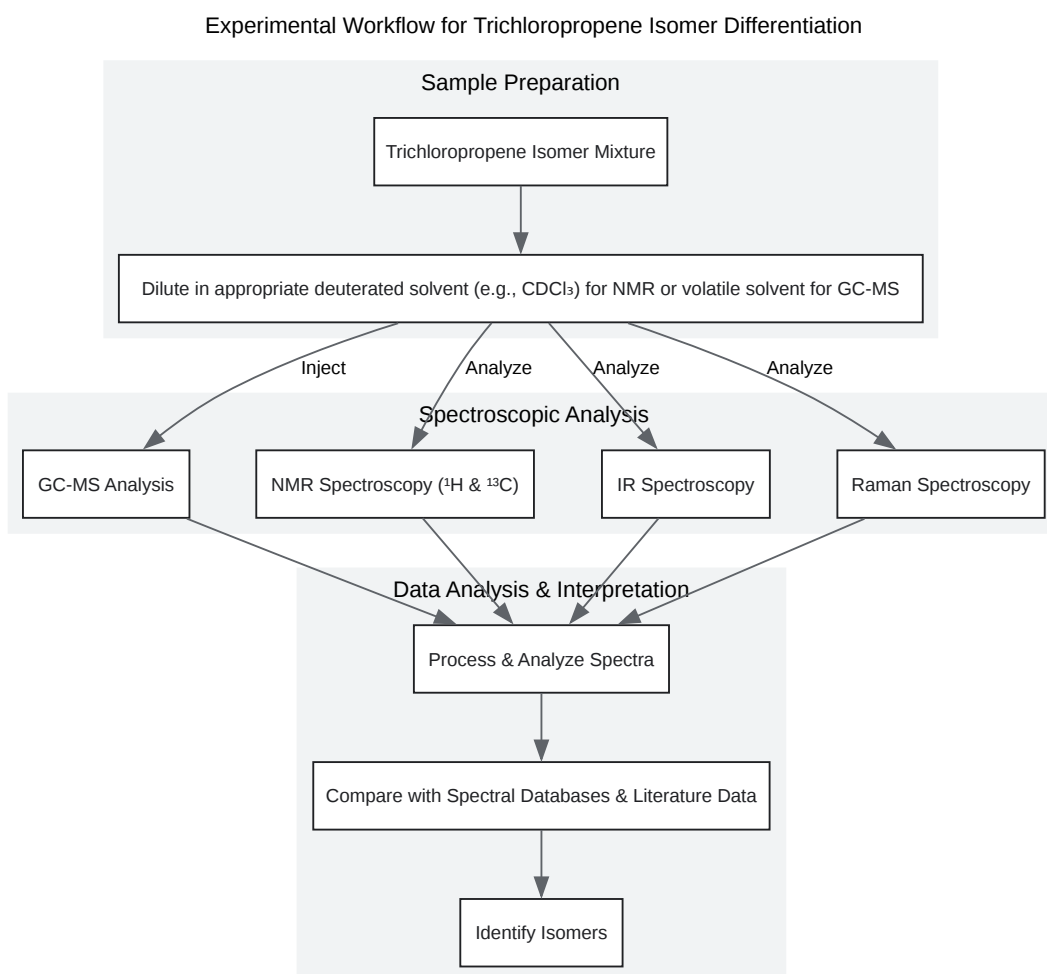 Experimental Workflow for Trichloropropene Isomer Differentiation
Sample Preparation
Trichloropropene Isomer Mixture
Dilute in appropriate deuterated solvent (e.g., CDCl₃) for NMR or volatile solvent for GC-MS
Inject
Analyze
Analyze
Analyze
Spectroscopic Analysis
GC-MS Analysis
NMR Spectroscopy (¹H & ¹³C)
IR Spectroscopy
Raman Spectroscopy
Data Analysis & Interpretation
Process & Analyze Spectra
Compare with Spectral Databases & Literature Data
Identify Isomers